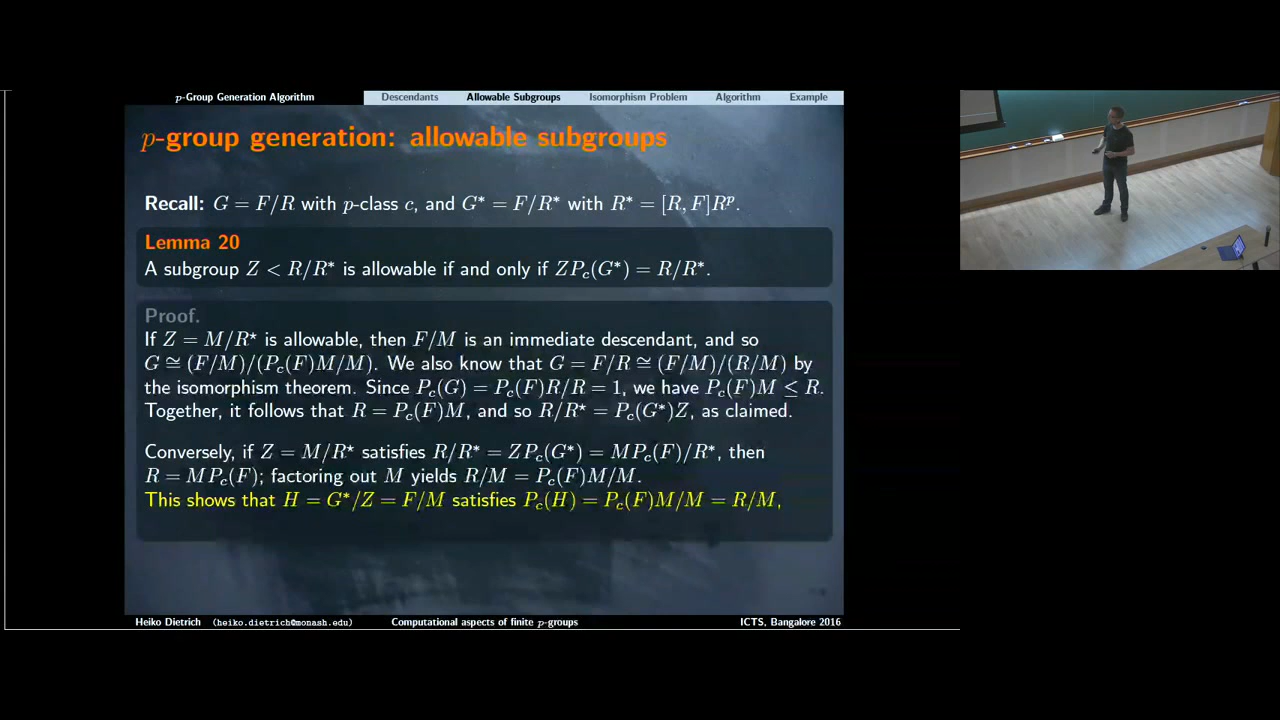 p-Group Generation Algorithm Descendants Allowable Subgroups Isomorphism Problem Algorithm Example
p-group generation: allowable subgroups
Recall: G = F/R with p-class c, and G* = F/R* with R* = [R, F]Rᵖ.
Lemma 20
A subgroup Z < R/R* is allowable if and only if ZP_c(G*) = R/R*.
Proof.
If Z = M/R* is allowable, then F/M is an immediate descendant, and so
G ≅ (F/M)/(P_c(F)M/M). We also know that G = F/R ≅ (F/M)/(R/M) by
the isomorphism theorem. Since P_c(G) = P_c(F)R/R = 1, we have P_c(F)M ≤ R.
Together, it follows that R = P_c(F)M, and so R/R* = P_c(G*)Z, as claimed.
Conversely, if Z = M/R* satisfies R/R* = ZP_c(G*) = MP_c(F)/R*, then
R = MP_c(F); factoring out M yields R/M = P_c(F)M/M.
This shows that H = G*/Z = F/M satisfies P_c(H) = P_c(F)M/M = R/M,
Heiko Dietrich (heiko.dietrich@monash.edu) Computational aspects of finite p-groups ICTS, Bangalore 2016